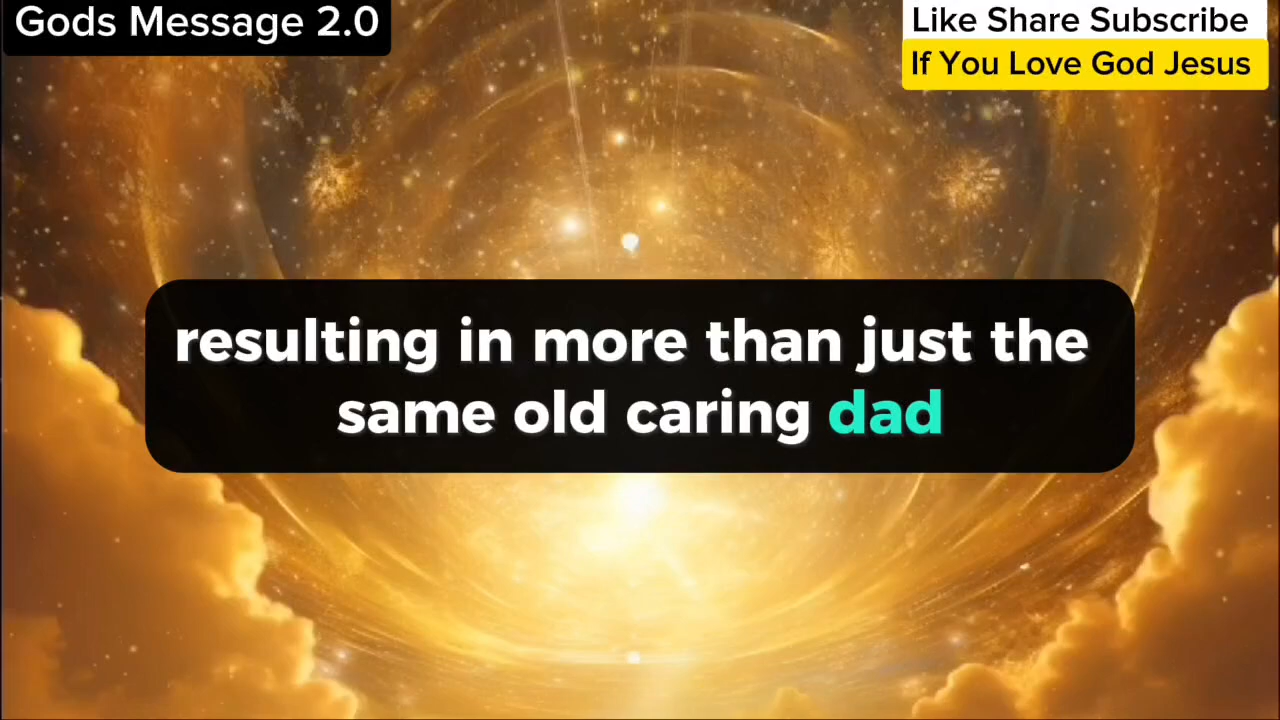 Gods Message 2.0
Like Share Subscribe
If You Love God Jesus
resulting in more than just the
same old caring dad